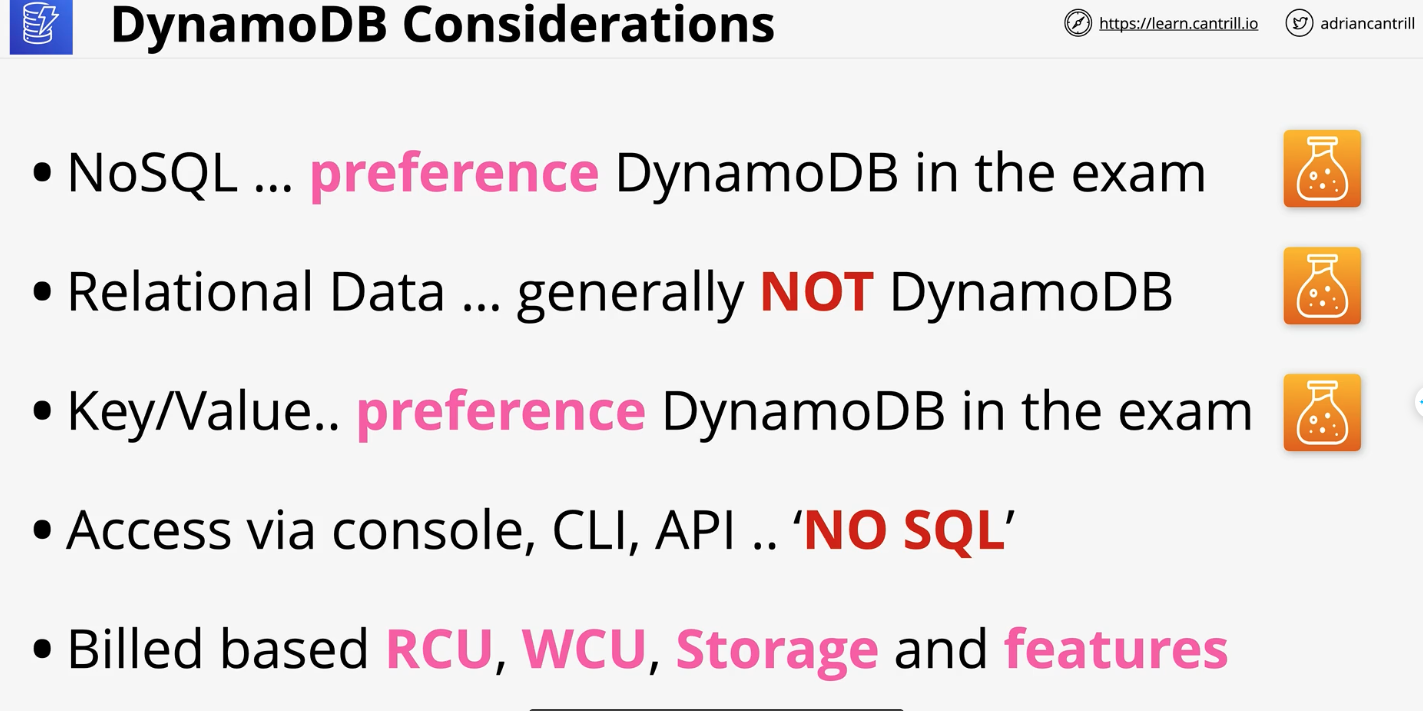 DynamoDB Considerations
https://learn.cantrill.io
adriancantrill
• NoSQL ... preference DynamoDB in the exam
• Relational Data ... generally NOT DynamoDB
• Key/Value.. preference DynamoDB in the exam
• Access via console, CLI, API .. ‘NO SQL’
• Billed based RCU, WCU, Storage and features